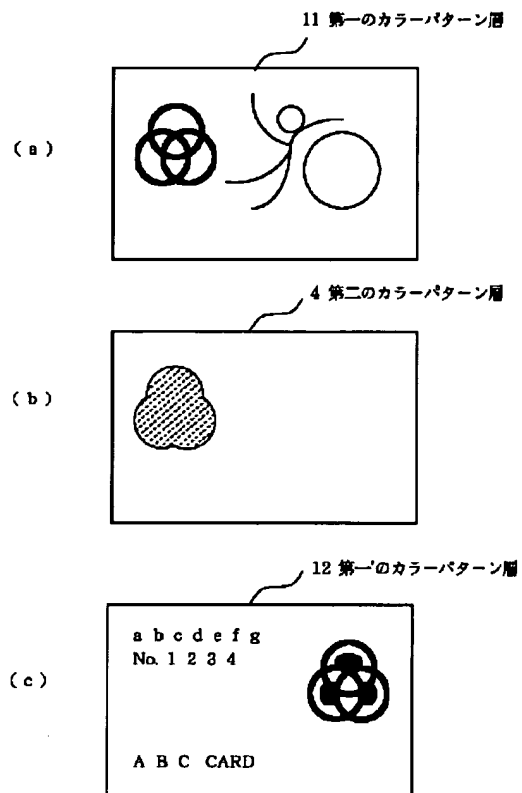 11 第一のカラーパターン層
(a)
4 第二のカラーパターン層
(b)
12 第一'のカラーパターン層
a b c d e f g
No. 1 2 3 4
(c)
A B C CARD